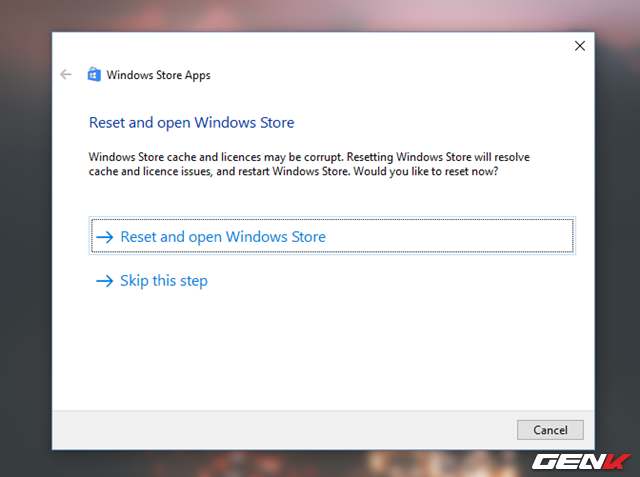 Windows Store Apps
Reset and open Windows Store
Windows Store cache and licences may be corrupt. Resetting Windows Store will resolve
cache and licence issues, and restart Windows Store. Would you like to reset now?
Reset and open Windows Store
Skip this step
Cancel
GENK